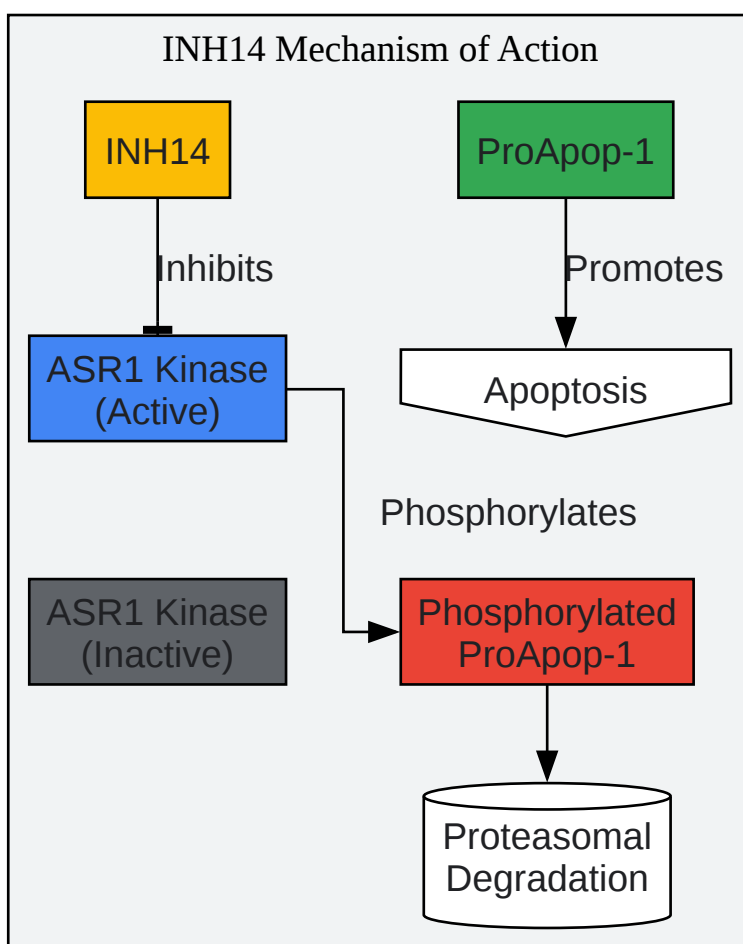 INH14 Mechanism of Action
INH14
ProApop-1
Inhibits
Promotes
ASR1 Kinase
(Active)
Apoptosis
Phosphorylates
ASR1 Kinase
(Inactive)
Phosphorylated
ProApop-1
Proteasomal
Degradation